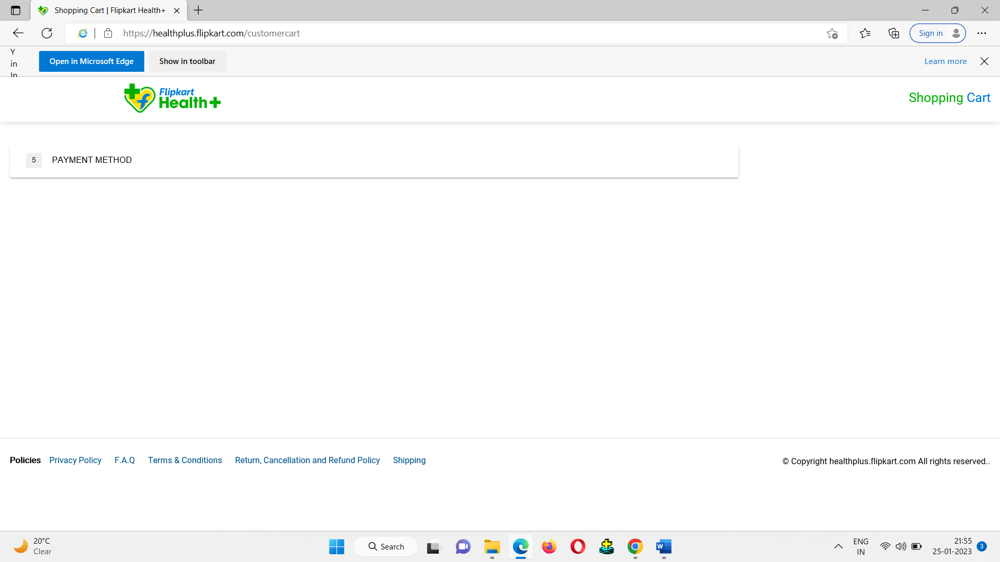 Shopping Cart | Flipkart Health+
https://healthplus.flipkart.com/customercart
Sign in
Y
in
In
Open in Microsoft Edge
Show in toolbar
Learn more
Flipkart
Health+
Shopping Cart
5 PAYMENT METHOD
Policies Privacy Policy F.A.Q Terms & Conditions Return, Cancellation and Refund Policy Shipping
© Copyright healthplus.flipkart.com All rights reserved..
20°C
Clear
Search
ENG
IN
21:55
25-01-2023
3